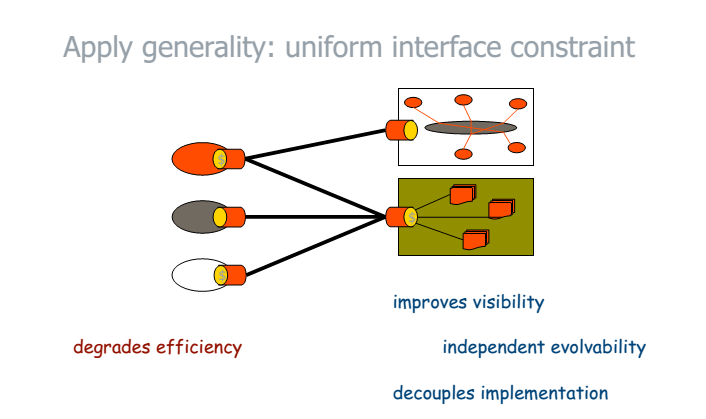 Apply generality: uniform interface constraint
$
$
$
$
improves visibility
degrades efficiency
independent evolvability
decouples implementation